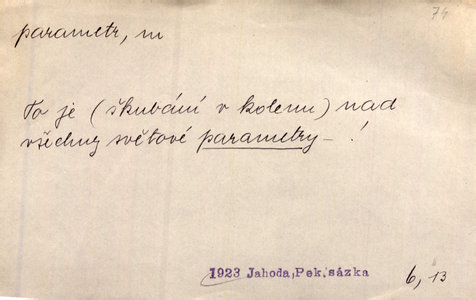 74
parametr, m
To je (škubání v kolenu) nad
všechny světové parametry – !
1923 Jahoda, Pek. sázka
6, 13